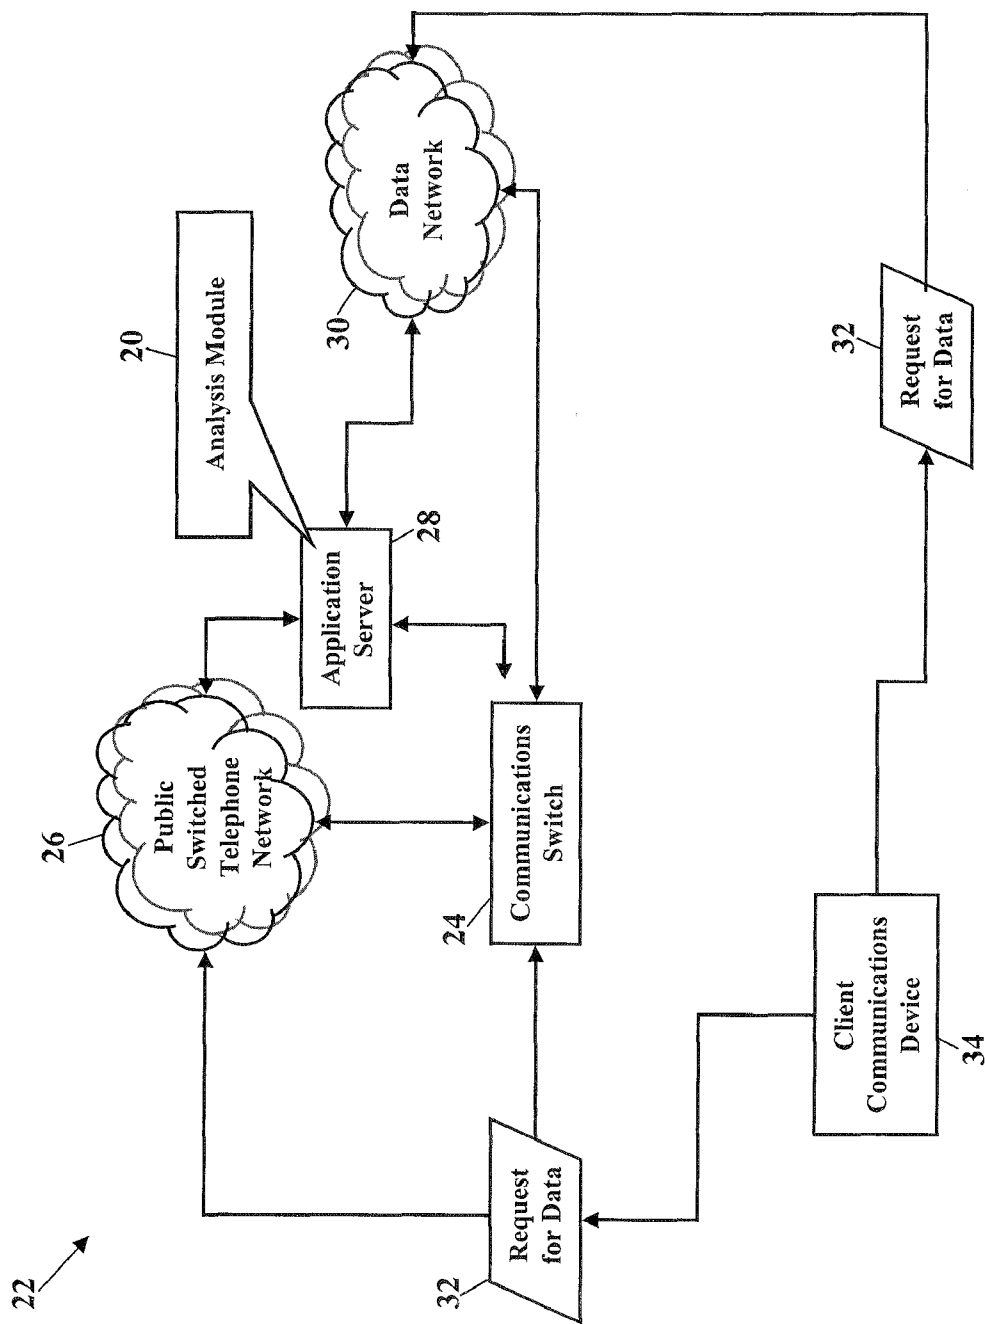 22
26
Public
Switched
Telephone
Network
20
Analysis Module
Application
Server
28
30
Data
Network
24
Communications
Switch
32
Request
for Data
Client
Communications
Device
34
32
Request
for Data